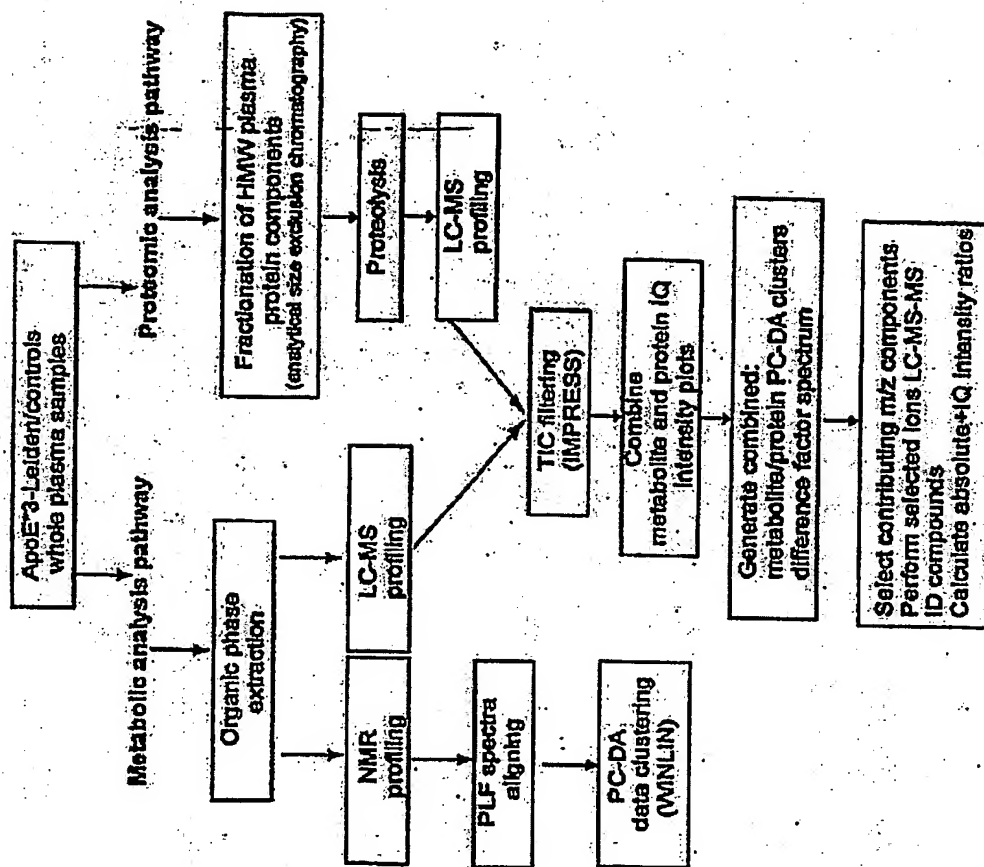 ApoE*3-Leiden/controls
whole plasma samples
Metabolic analysis pathway
Proteomic analysis pathway
Organic phase
extraction
Fractionation of HMW plasma
protein components
(analytical size exclusion chromatography)
NMR
profiling
LC-MS
profiling
Proteolysis
LC-MS
profiling
PLF spectra
aligning
PC-DA
data clustering
(WINLIN)
TIC filtering
(IMPRESS)
Combine
metabolite and protein IQ
intensity plots
Generate combined:
metabolite/protein PC-DA clusters
difference factor spectrum
Select contributing m/z components
Perform selected ions LC-MS-MS
ID compounds
Calculate absolute+IQ intensity ratios